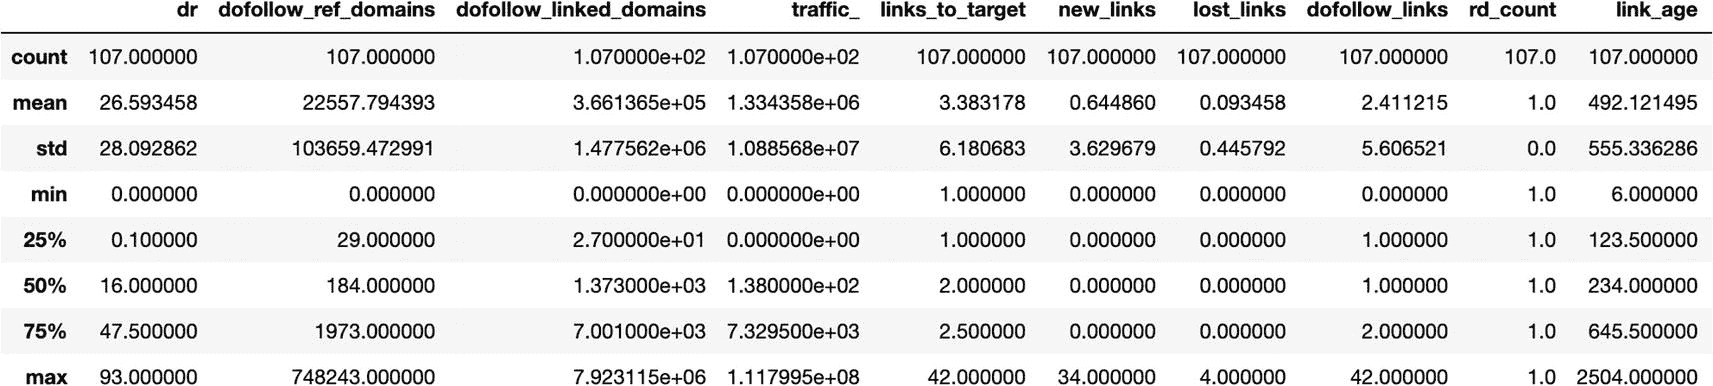 dr dofollow_ref_domains dofollow_linked_domains traffic_ links_to_target new_links lost_links dofollow_links rd_count link_age
count 107.000000 107.000000 1.070000e+02 1.070000e+02 107.000000 107.000000 107.000000 107.000000 107.0 107.000000
mean 26.593458 22557.794393 3.661365e+05 1.334358e+06 3.383178 0.644860 0.093458 2.411215 1.0 492.121495
std 28.092862 103659.472991 1.477562e+06 1.088568e+07 6.180683 3.629679 0.445792 5.606521 0.0 555.336286
min 0.000000 0.000000 0.000000e+00 0.000000e+00 1.000000 0.000000 0.000000 0.000000 1.0 6.000000
25% 0.100000 29.000000 2.700000e+01 0.000000e+00 1.000000 0.000000 0.000000 1.000000 1.0 123.500000
50% 16.000000 184.000000 1.373000e+03 1.380000e+02 2.000000 0.000000 0.000000 1.000000 1.0 234.000000
75% 47.500000 1973.000000 7.001000e+03 7.329500e+03 2.500000 0.000000 0.000000 2.000000 1.0 645.500000
max 93.000000 748243.000000 7.923115e+06 1.117995e+08 42.000000 34.000000 4.000000 42.000000 1.0 2504.000000